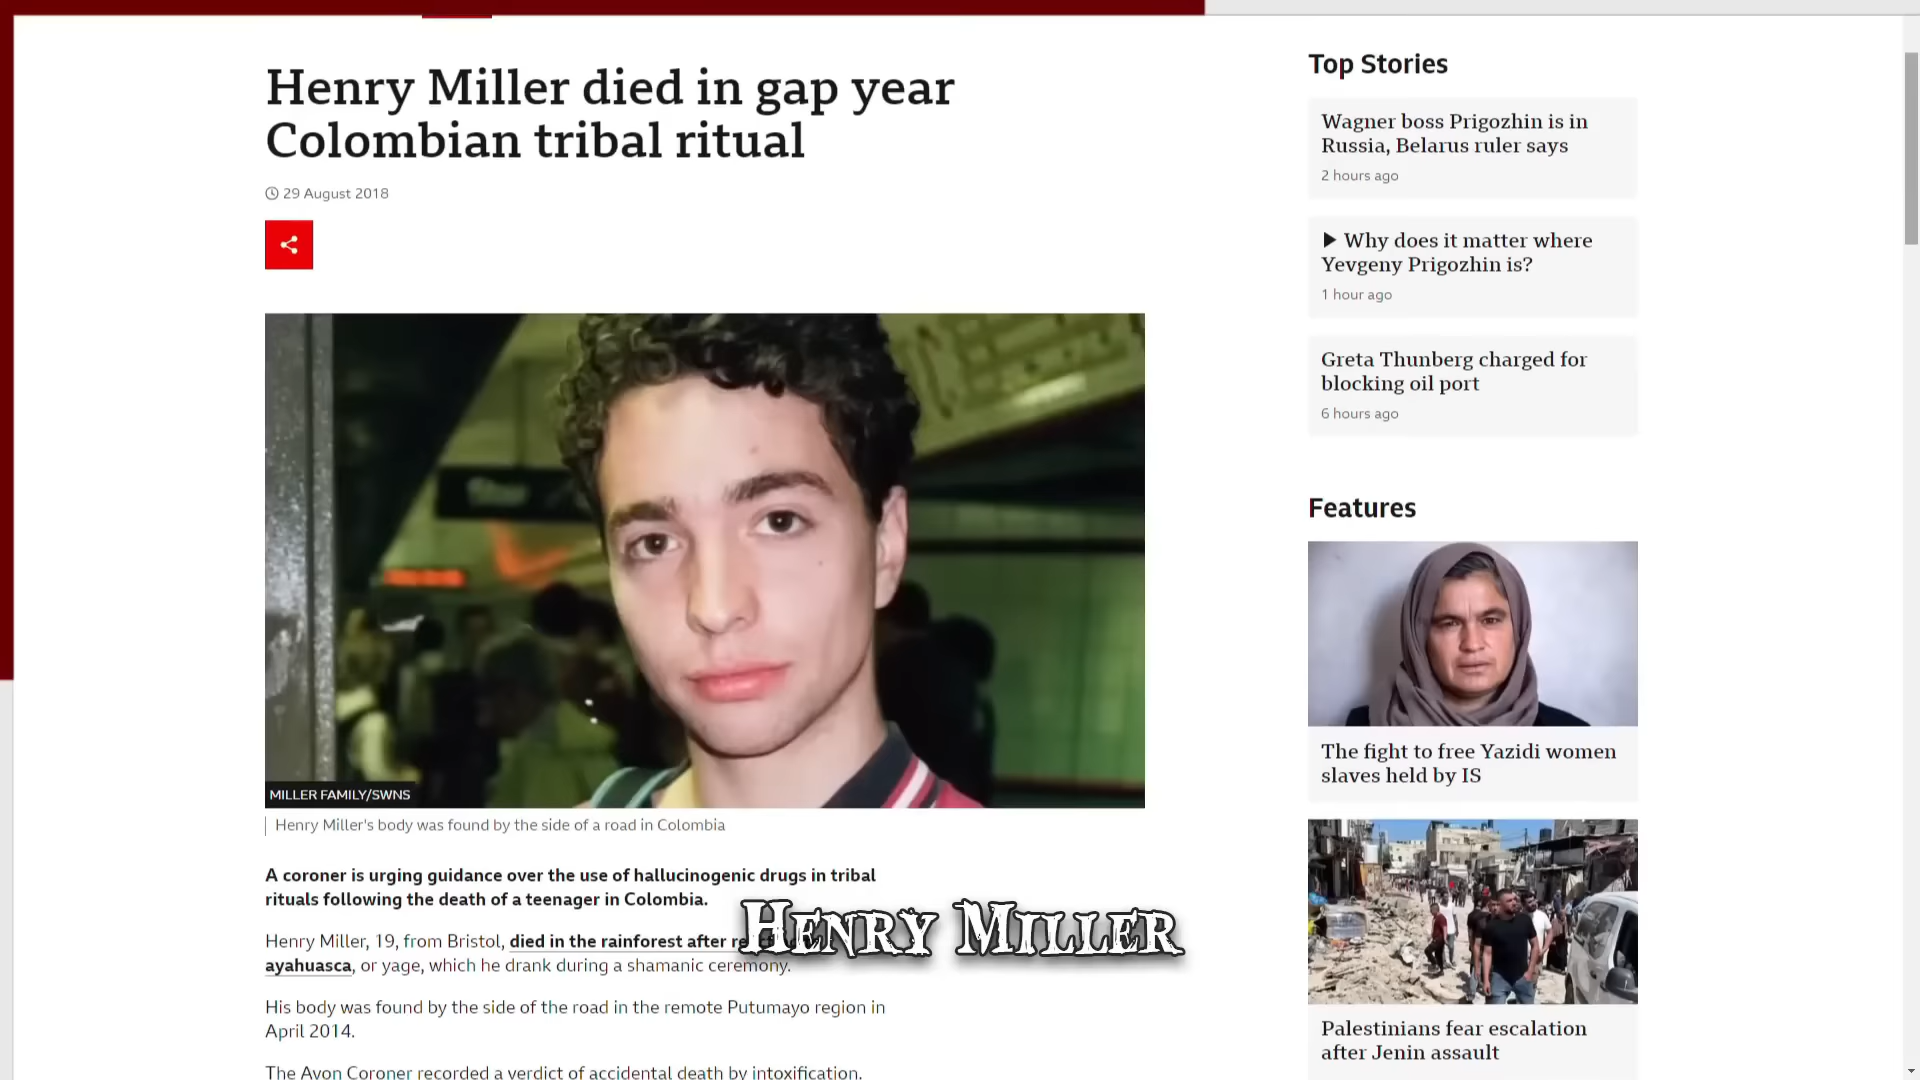 Henry Miller died in gap year
Colombian tribal ritual
29 August 2018
MILLER FAMILY/SWNS
Henry Miller's body was found by the side of a road in Colombia
A coroner is urging guidance over the use of hallucinogenic drugs in tribal
rituals following the death of a teenager in Colombia.
Henry Miller, 19, from Bristol, died in the rainforest after
ayahuasca, or yage, which he drank during a shamanic ceremony.
HENRY MILLER
His body was found by the side of the road in the remote Putumayo region in
April 2014.
The Avon Coroner recorded a verdict of accidental death by intoxification.
Top Stories
Wagner boss Prigozhin is in
Russia, Belarus ruler says
2 hours ago
Why does it matter where
Yevgeny Prigozhin is?
1 hour ago
Greta Thunberg charged for
blocking oil port
6 hours ago
Features
The fight to free Yazidi women
slaves held by IS
Palestinians fear escalation
after Jenin assault